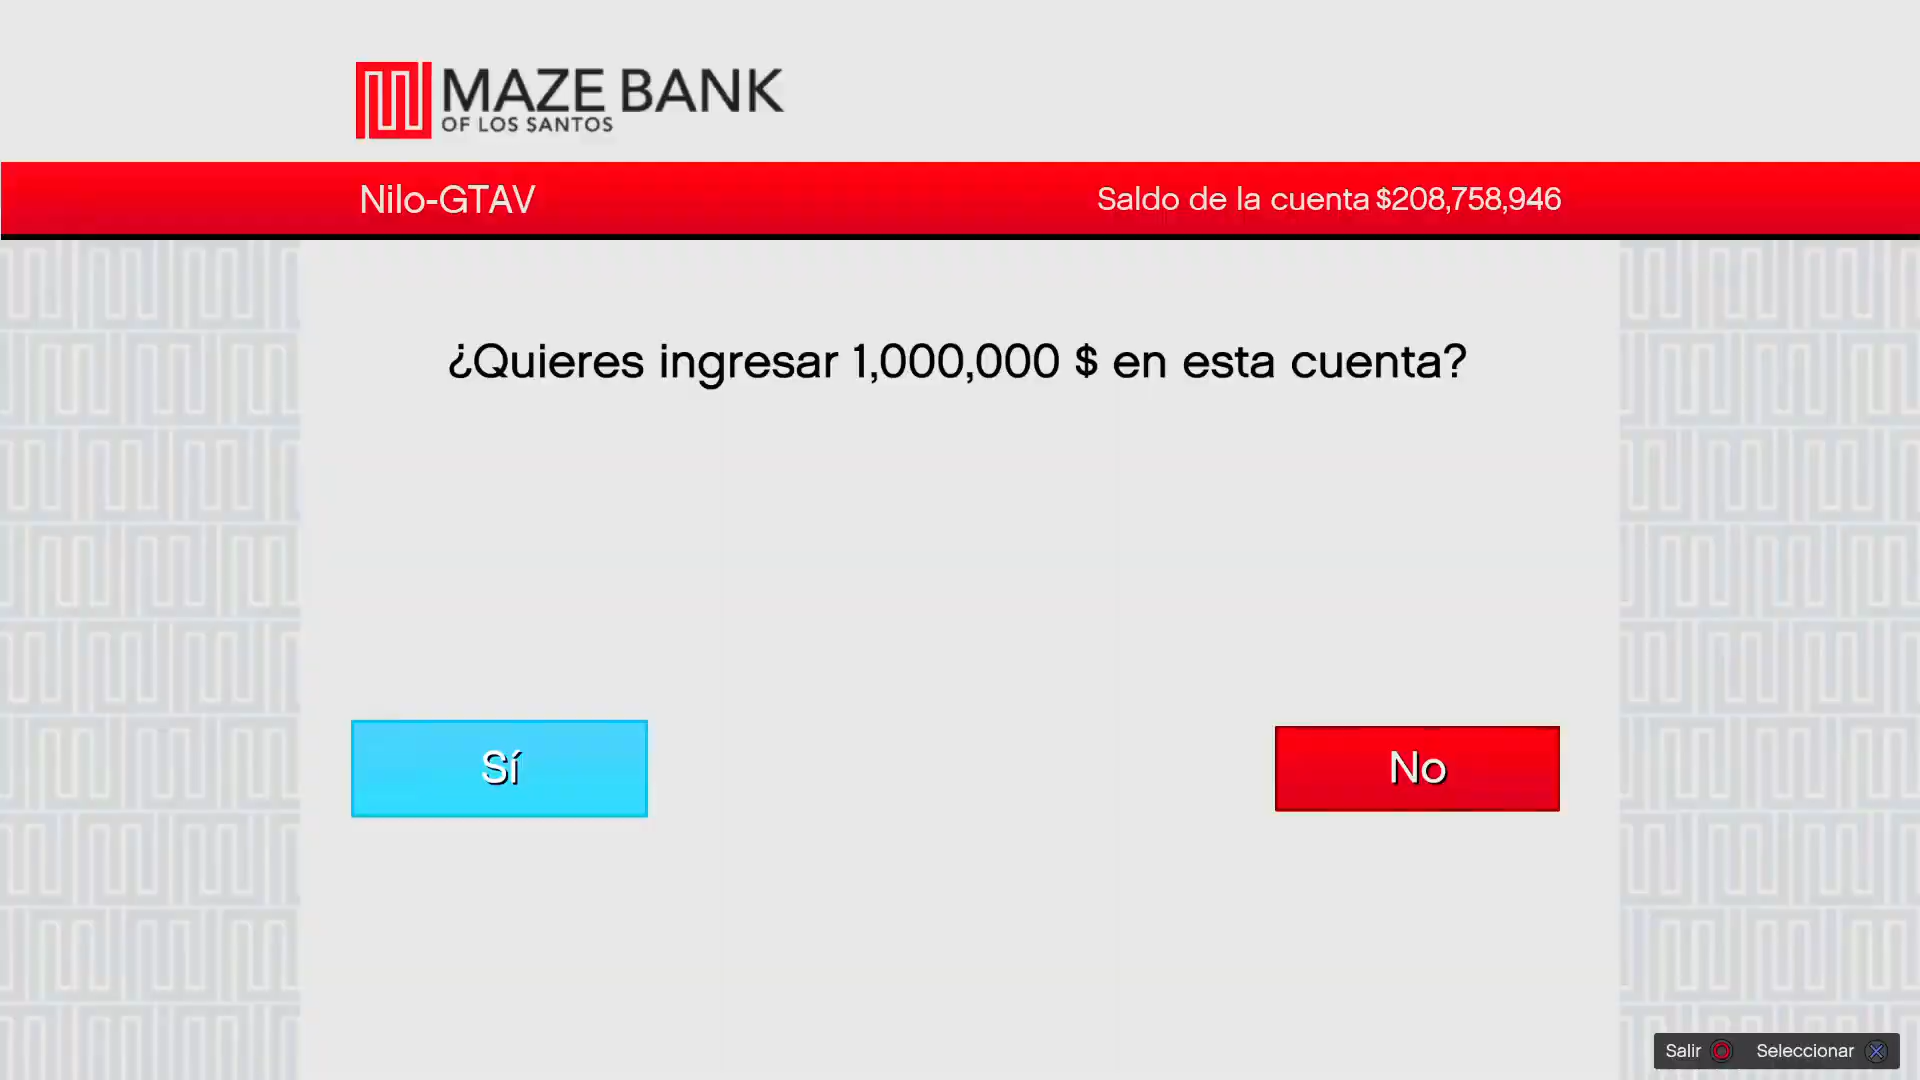 MAZE BANK
OF LOS SANTOS
Nilo-GTAV
Saldo de la cuenta $208,758,946
¿Quieres ingresar 1,000,000 $ en esta cuenta?
Sí
No
Salir
Seleccionar